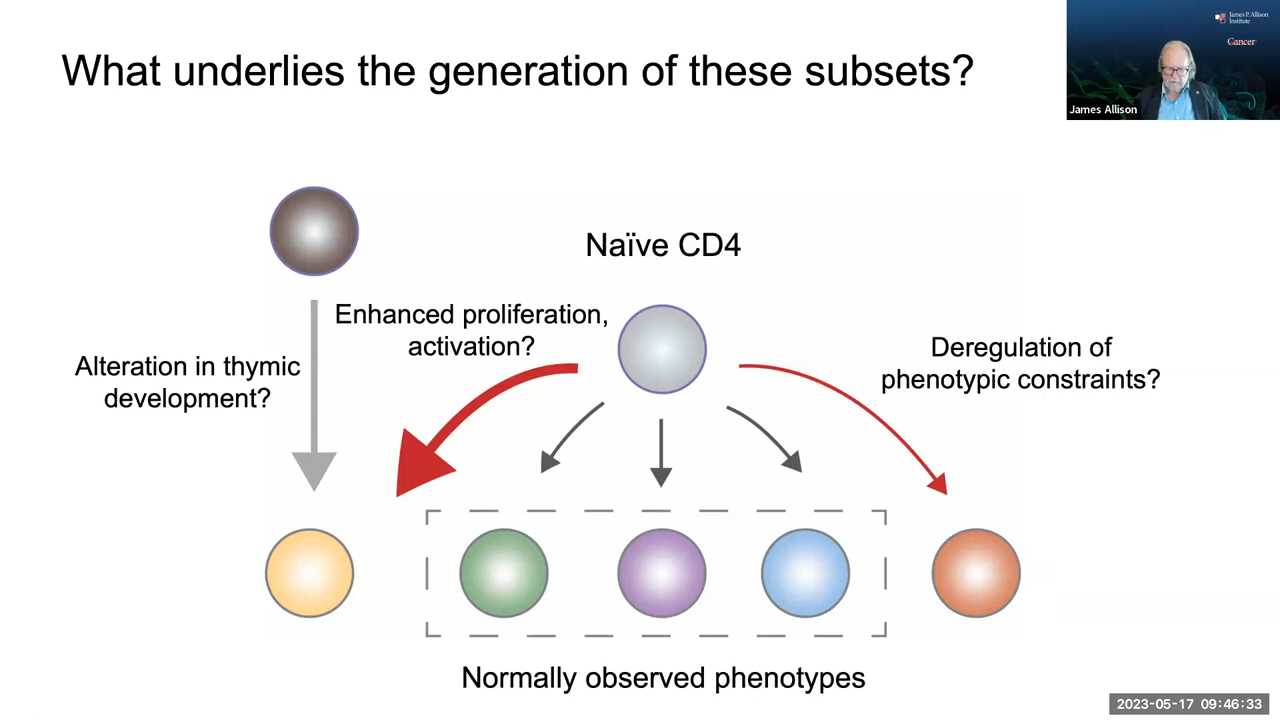 What underlies the generation of these subsets?
James P. Allison
Institute
Cancer
James Allison
Naïve CD4
Enhanced proliferation,
activation?
Alteration in thymic
development?
Deregulation of
phenotypic constraints?
Normally observed phenotypes
2023-05-17 09:46:33